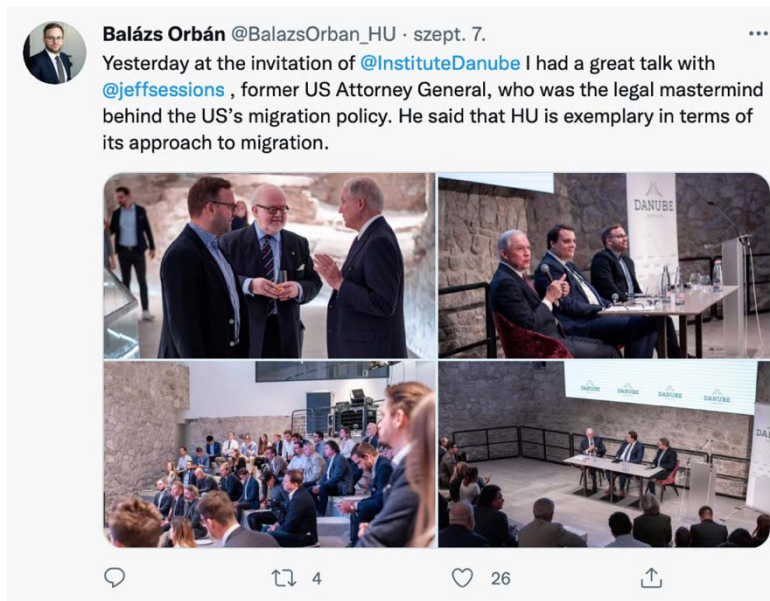 Balázs Orbán @BalazsOrban_HU · szept. 7.
Yesterday at the invitation of @InstituteDanube I had a great talk with
@jeffsessions , former US Attorney General, who was the legal mastermind
behind the US's migration policy. He said that HU is exemplary in terms of
its approach to migration.
DANUBE
DANUBE DANUBE DANUBE DANUBE
DA
4 26